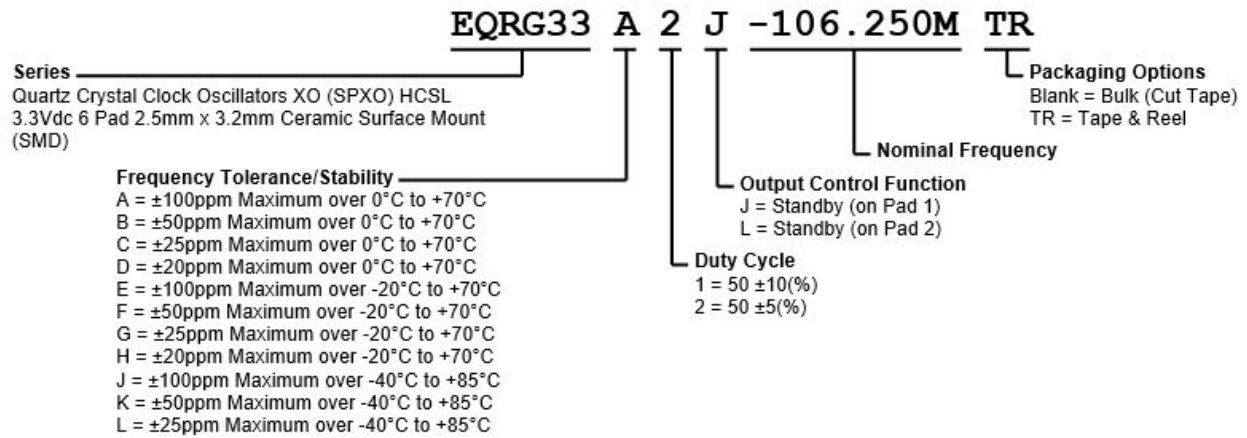 EQRG33 A 2 J -106.250M TR
Series
Quartz Crystal Clock Oscillators XO (SPXO) HCSL
3.3Vdc 6 Pad 2.5mm x 3.2mm Ceramic Surface Mount
(SMD)
Frequency Tolerance/Stability
A = ±100ppm Maximum over 0°C to +70°C
B = ±50ppm Maximum over 0°C to +70°C
C = ±25ppm Maximum over 0°C to +70°C
D = ±20ppm Maximum over 0°C to +70°C
E = ±100ppm Maximum over -20°C to +70°C
F = ±50ppm Maximum over -20°C to +70°C
G = ±25ppm Maximum over -20°C to +70°C
H = ±20ppm Maximum over -20°C to +70°C
J = ±100ppm Maximum over -40°C to +85°C
K = ±50ppm Maximum over -40°C to +85°C
L = ±25ppm Maximum over -40°C to +85°C
Duty Cycle
1 = 50 ±10(%)
2 = 50 ±5(%)
Output Control Function
J = Standby (on Pad 1)
L = Standby (on Pad 2)
Nominal Frequency
Packaging Options
Blank = Bulk (Cut Tape)
TR = Tape & Reel